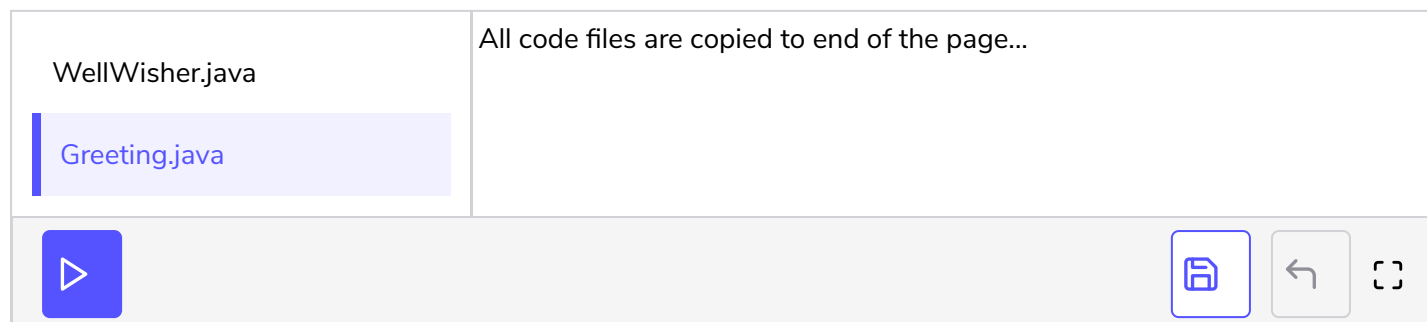 WellWisher.java
Greeting.java
All code files are copied to end of the page...